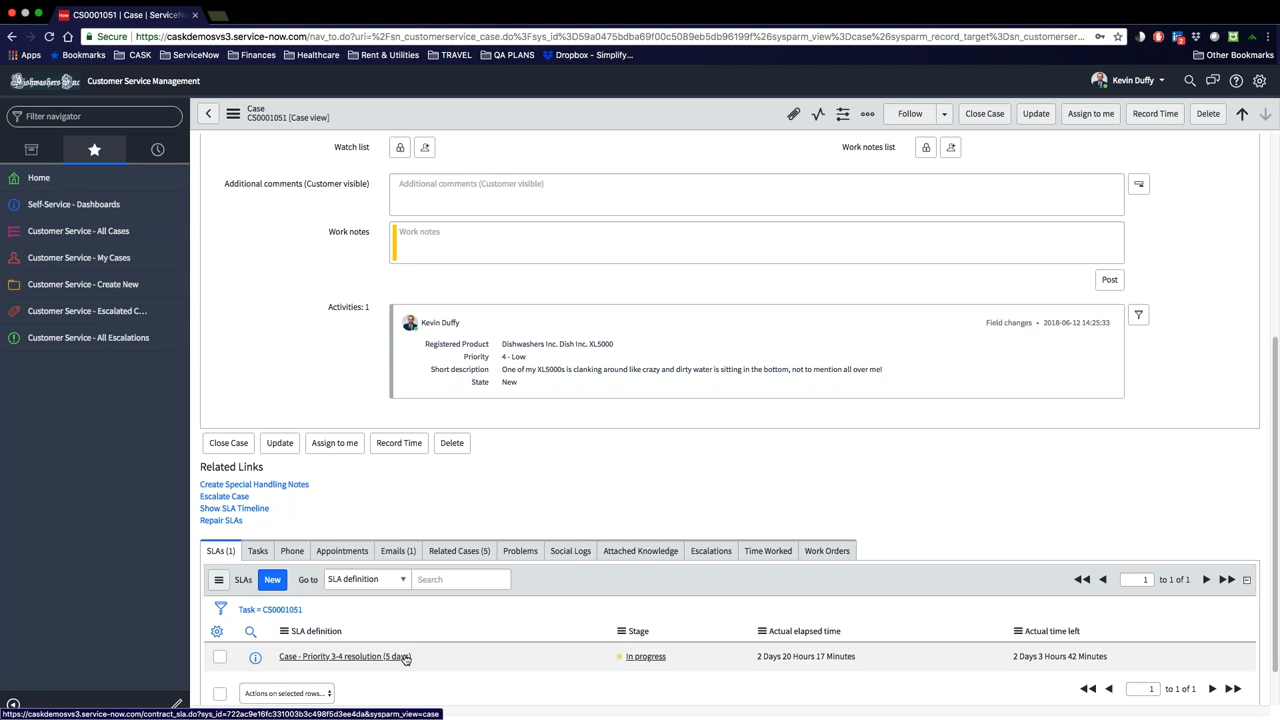 CS0001051 | Case | ServiceN
Secure
https://caskdemosvs3.service-now.com/nav_to.do?uri=%2Fsn_customerservice_case.do%3Fsys_id%3D59a0475bdba69f00c5089eb5db96199f%26sysparm_view%3Dcase%26sysparm_record_target%3Dsn_customerser...
Apps
Bookmarks
CASK
ServiceNow
Finances
Healthcare
Rent & Utilities
TRAVEL
QA PLANS
Dropbox - Simplify...
Other Bookmarks
Customer Service Management
Kevin Duffy
Filter navigator
Case
CS0001051 [Case view]
Follow
Close Case
Update
Assign to me
Record Time
Delete
Home
Self-Service - Dashboards
Customer Service - All Cases
Customer Service - My Cases
Customer Service - Create New
Customer Service - Escalated C...
Customer Service - All Escalations
Watch list
Work notes list
Additional comments (Customer visible)
Additional comments (Customer visible)
Work notes
Work notes
Post
Activities: 1
Kevin Duffy
Field changes • 2018-06-12 14:25:33
Registered Product Dishwashers Inc. Dish Inc. XL5000
Priority 4 - Low
Short description One of my XL5000s is clanking around like crazy and dirty water is sitting in the bottom, not to mention all over me!
State New
Close Case
Update
Assign to me
Record Time
Delete
Related Links
Create Special Handling Notes
Escalate Case
Show SLA Timeline
Repair SLAs
SLAs (1)
Tasks
Phone
Appointments
Emails (1)
Related Cases (5)
Problems
Social Logs
Attached Knowledge
Escalations
Time Worked
Work Orders
SLAs
New
Go to
SLA definition
Search
1 to 1 of 1
Task = CS0001051
SLA definition
Stage
Actual elapsed time
Actual time left
Case - Priority 3-4 resolution (5 days)
In progress
2 Days 20 Hours 17 Minutes
2 Days 3 Hours 42 Minutes
Actions on selected rows...
1 to 1 of 1
https://caskdemosvs3.service-now.com/contract_sla.do?sys_id=722ac9e16fc331003b3c498f5d3ee4da&sysparm_view=case